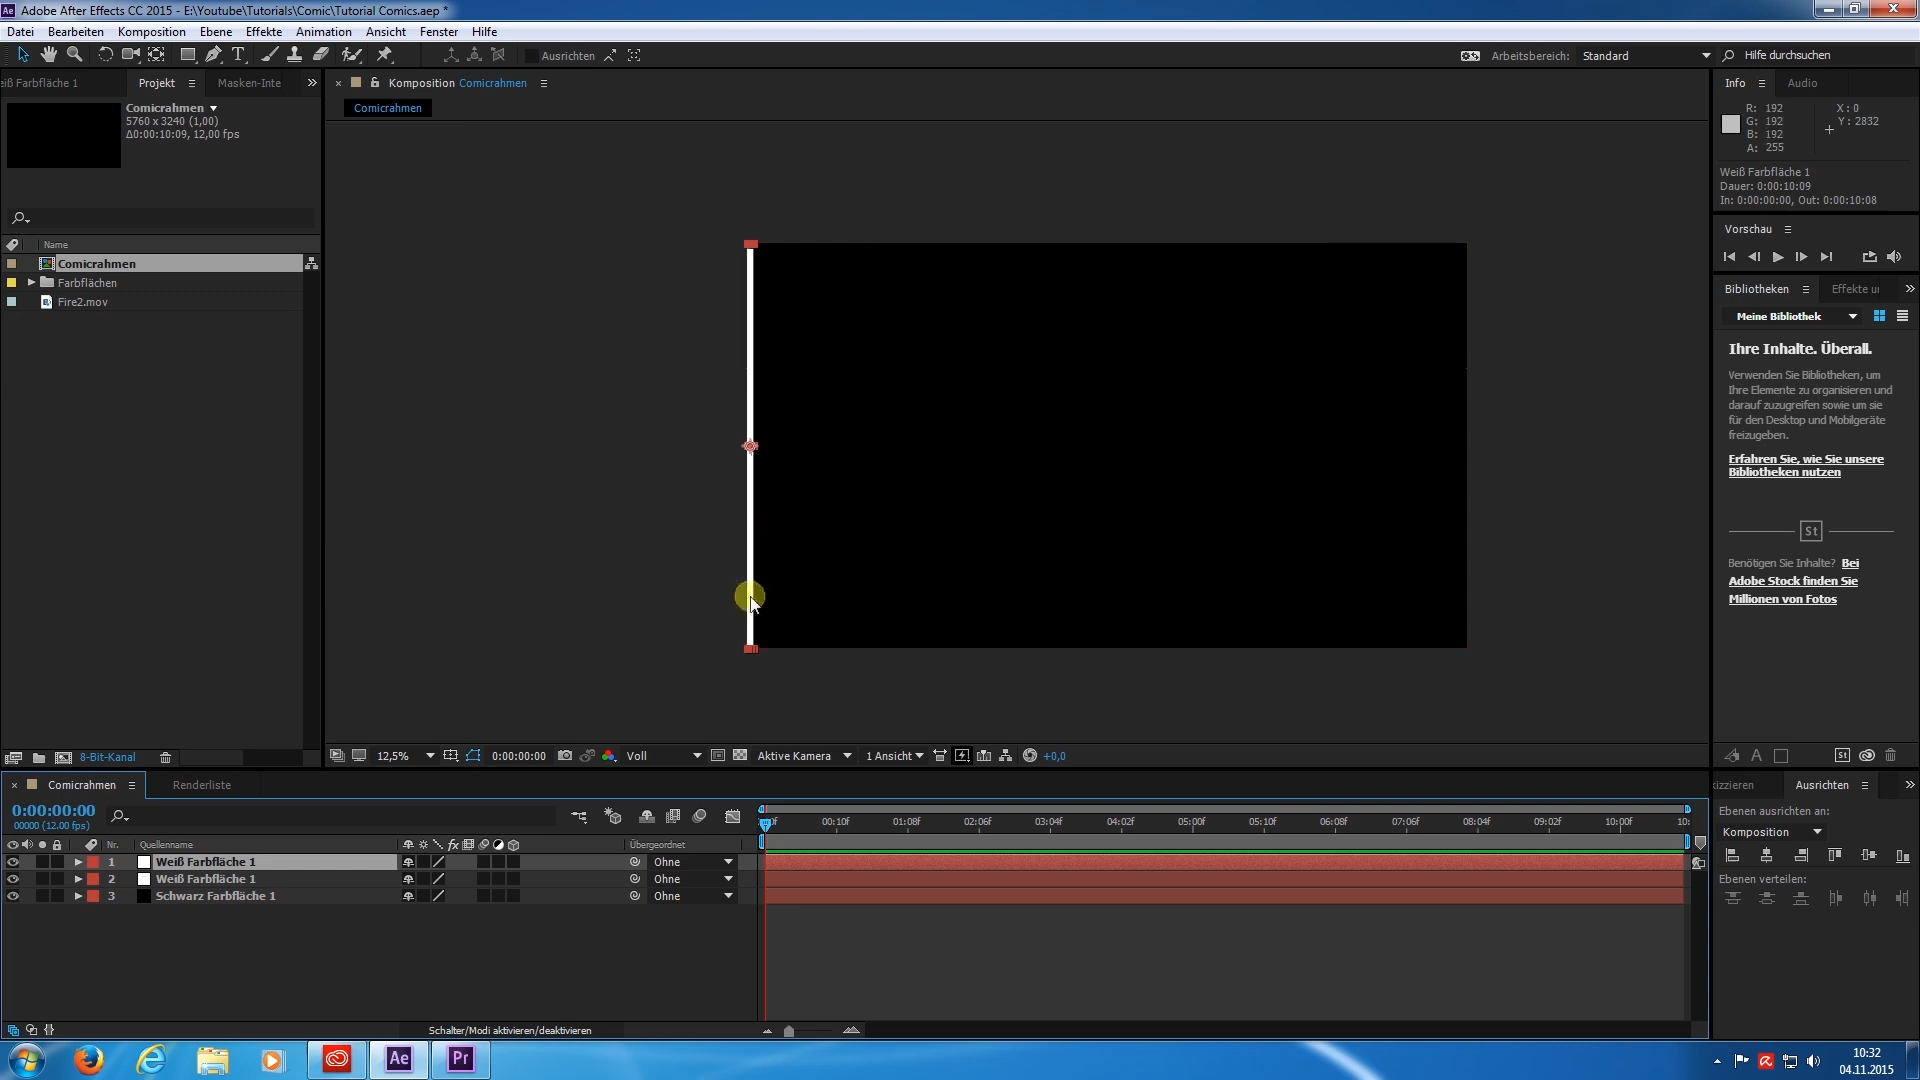 Adobe After Effects CC 2015 - E:\Youtube\Tutorials\Comic\Tutorial Comics.aep *
Datei Bearbeiten Komposition Ebene Effekte Animation Ansicht Fenster Hilfe
Ausrichten Arbeitsbereich: Standard Hilfe durchsuchen
iß Farbfläche 1 Projekt Masken-Inte
Comicrahmen
5760 x 3240 (1,00)
Δ0:00:10:09, 12,00 fps
Name
Comicrahmen
Farbflächen
Fire2.mov
8-Bit-Kanal
Komposition Comicrahmen
Comicrahmen
12,5% 0:00:00:00 Voll Aktive Kamera 1 Ansicht +0,0
Info Audio
R: 192 X: 0
G: 192 Y: 2832
B: 192
A: 255
Weiß Farbfläche 1
Dauer: 0:00:10:09
In: 0:00:00:00, Out: 0:00:10:08
Vorschau
Bibliotheken Effekte u
Meine Bibliothek
Ihre Inhalte. Überall.
Verwenden Sie Bibliotheken, um
Ihre Elemente zu organisieren und
darauf zuzugreifen sowie um sie
für den Desktop und Mobilgeräte
freizugeben.
Erfahren Sie, wie Sie unsere
Bibliotheken nutzen
St
Benötigen Sie Inhalte? Bei
Adobe Stock finden Sie
Millionen von Fotos
St
Comicrahmen Renderliste
0:00:00:00
00000 (12.00 fps)
00:10f 01:08f 02:06f 03:04f 04:02f 05:00f 05:10f 06:08f 07:06f 08:04f 09:02f 10:00f 10:
Nr. Quellenname fx Übergeordnet
1 Weiß Farbfläche 1 Ohne
2 Weiß Farbfläche 1 Ohne
3 Schwarz Farbfläche 1 Ohne
Schalter/Modi aktivieren/deaktivieren
kizzieren Ausrichten
Ebenen ausrichten an:
Komposition
Ebenen verteilen:
Ae Pr
10:32
04.11.2015